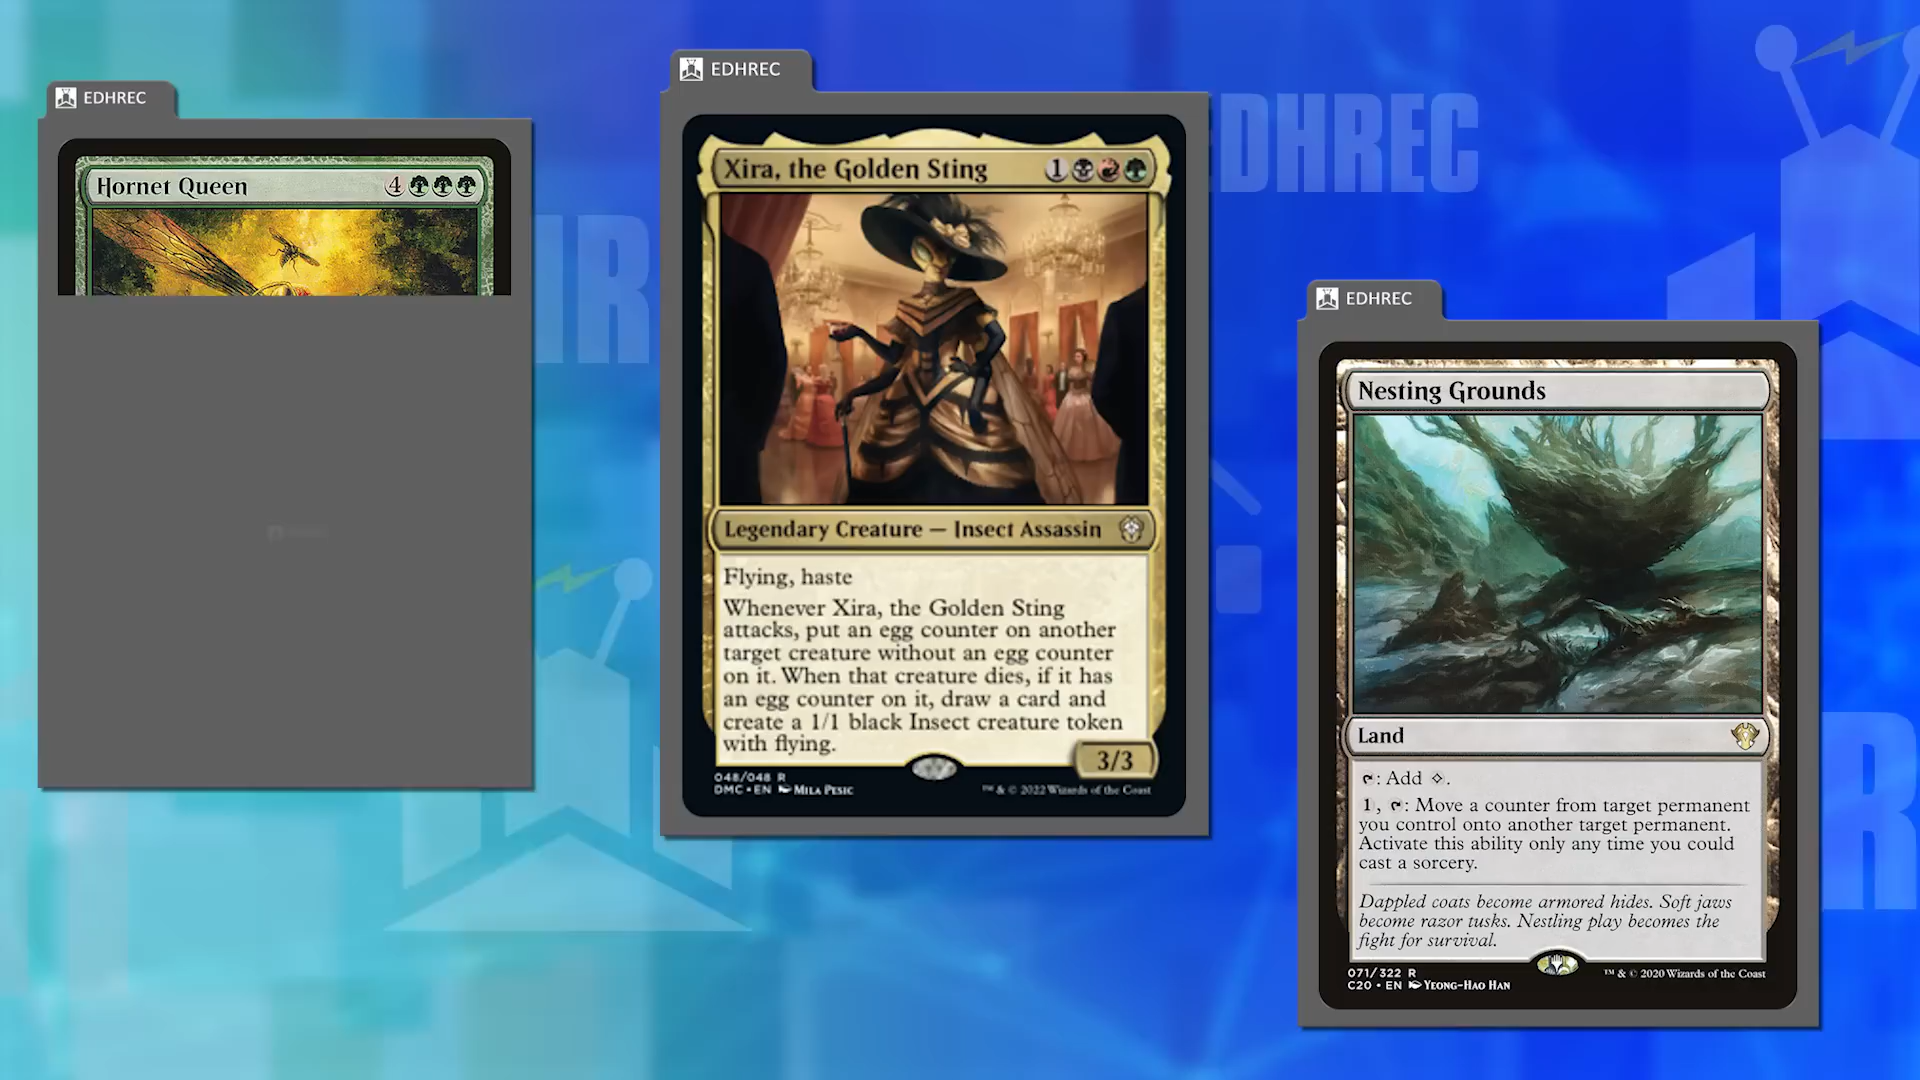 EDHREC
Hornet Queen 4
EDHREC
Xira, the Golden Sting 1
Legendary Creature — Insect Assassin
Flying, haste
Whenever Xira, the Golden Sting
attacks, put an egg counter on another
target creature without an egg counter
on it. When that creature dies, if it has
an egg counter on it, draw a card and
create a 1/1 black Insect creature token
with flying.
3/3
048/048 R
DMC • EN MILA PESIC
™ & © 2022 Wizards of the Coast
EDHREC
EDHREC
Nesting Grounds
Land
: Add .
1, : Move a counter from target permanent
you control onto another target permanent.
Activate this ability only any time you could
cast a sorcery.
Dappled coats become armored hides. Soft jaws
become razor tusks. Nestling play becomes the
fight for survival.
071/322 R
C20 • EN YEONG-HAO HAN
™ & © 2020 Wizards of the Coast